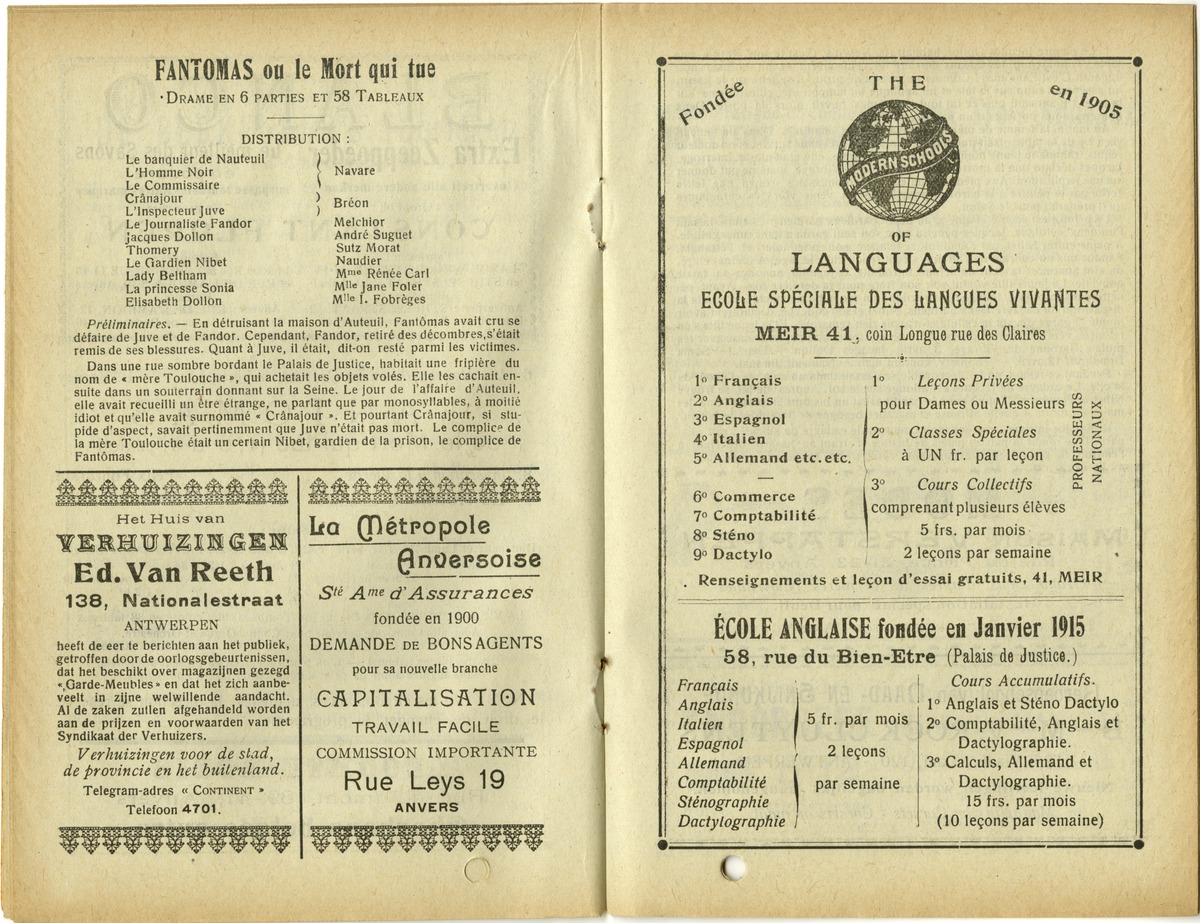 FANTOMAS ou le Mort qui tue
DRAME EN 6 PARTIES ET 58 TABLEAUX
DISTRIBUTION :
Le banquier de Nauteuil
L'Homme Noir
Le Commissaire
Navare
Crânajour
L'Inspecteur Juve
Bréon
Le Journaliste Fandor Melchior
Jacques Dollon André Suguet
Thomery Sutz Morat
Le Gardien Nibet Naudier
Lady Beltham Mme Rénée Carl
La princesse Sonia Mlle Jane Foler
Elisabeth Dollon Mlle I. Fobrèges
Préliminaires. — En détruisant la maison d'Auteuil, Fantômas avait cru se
défaire de Juve et de Fandor. Cependant, Fandor, retiré des décombres,s'était
remis de ses blessures. Quant à Juve, il était, dit-on resté parmi les victimes.
Dans une rue sombre bordant le Palais de Justice, habitait une fripière du
nom de « mère Toulouche », qui achetait les objets volés. Elle les cachait en-
suite dans un souterrain donnant sur la Seine. Le jour de l'affaire d'Auteuil,
elle avait recueilli un être étrange, ne parlant que par monosyllabes, à moitié
idiot et qu'elle avait surnommé « Crânajour ». Et pourtant Crânajour, si stu-
pide d'aspect, savait pertinemment que Juve n'était pas mort. Le complice de
la mère Toulouche était un certain Nibet, gardien de la prison, le complice de
Fantômas.
Het Huis van
VERHUIZINGEN
Ed. Van Reeth
138, Nationalestraat
ANTWERPEN
heeft de eer te berichten aan het publiek,
getroffen door de oorlogsgebeurtenissen,
dat het beschikt over magazijnen gezegd
« Garde-Meubles » en dat het zich aanbe-
veelt in zijne welwillende aandacht.
Al de zaken zutlen afgehandeld worden
aan de prijzen en voorwaarden van het
Syndikaat der Verhuizers.
Verhuizingen voor de stad,
de provincie en het buitenland.
Telegram-adres « CONTINENT »
Telefoon 4701.
La Métropole
Anversoise
Sté Ame d'Assurances
fondée en 1900
DEMANDE DE BONS AGENTS
pour sa nouvelle branche
CAPITALISATION
TRAVAIL FACILE
COMMISSION IMPORTANTE
Rue Leys 19
ANVERS
Fondée THE en 1905
MODERN SCHOOLS
OF
LANGUAGES
ECOLE SPÉCIALE DES LANGUES VIVANTES
MEIR 41, coin Longue rue des Claires
1o Français
2o Anglais
3o Espagnol
4o Italien
5o Allemand etc. etc.
6o Commerce
7o Comptabilité
8o Sténo
9o Dactylo
1o Leçons Privées
pour Dames ou Messieurs
2o Classes Spéciales
à UN fr. par leçon
3o Cours Collectifs
comprenant plusieurs élèves
5 frs. par mois
2 leçons par semaine
PROFESSEURS
NATIONAUX
Renseignements et leçon d'essai gratuits, 41, MEIR
ÉCOLE ANGLAISE fondée en Janvier 1915
58, rue du Bien-Etre (Palais de Justice.)
Français
Anglais
Italien
Espagnol
Allemand
Comptabilité
Sténographie
Dactylographie
5 fr. par mois
2 leçons
par semaine
Cours Accumulatifs.
1o Anglais et Sténo Dactylo
2o Comptabilité, Anglais et
Dactylographie.
3o Calculs, Allemand et
Dactylographie.
15 frs. par mois
(10 leçons par semaine)